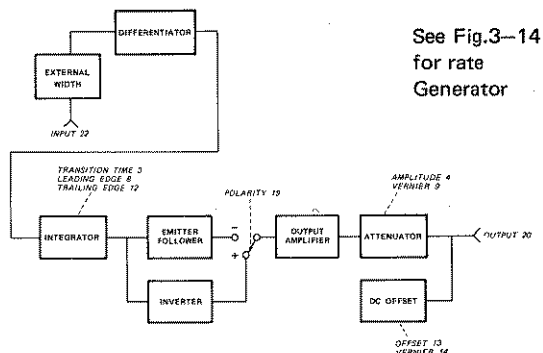 DIFFERENTIATOR
See Fig.3—14
for rate
Generator
EXTERNAL
WIDTH
INPUT 22
TRANSITION TIME 3
LEADING EDGE 8
TRAILING EDGE 12
POLARITY 19
AMPLITUDE 4
VERNIER 9
INTEGRATOR
EMITTER
FOLLOWER
−
+
OUTPUT
AMPLIFIER
ATTENUATOR
OUTPUT 20
INVERTER
DC OFFSET
OFFSET 13
VERNIER 14